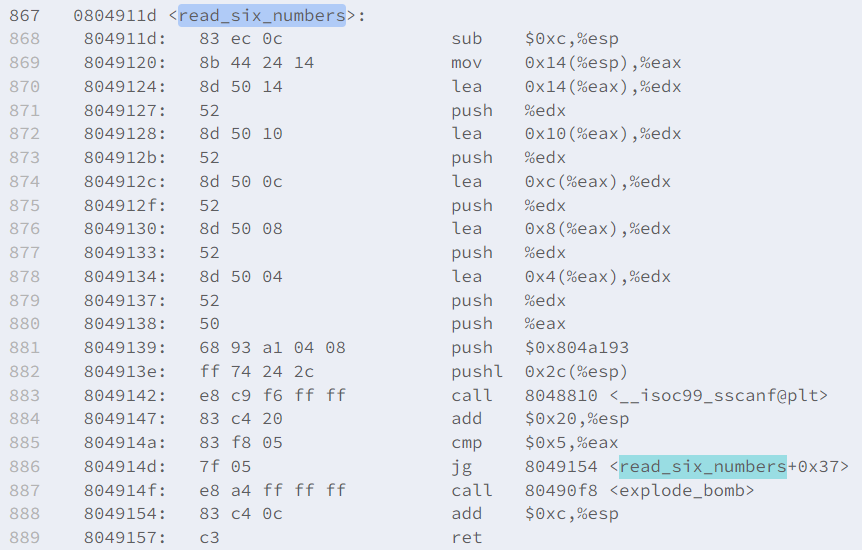 867 0804911d <read_six_numbers>:
868 804911d: 83 ec 0c sub $0xc,%esp
869 8049120: 8b 44 24 14 mov 0x14(%esp),%eax
870 8049124: 8d 50 14 lea 0x14(%eax),%edx
871 8049127: 52 push %edx
872 8049128: 8d 50 10 lea 0x10(%eax),%edx
873 804912b: 52 push %edx
874 804912c: 8d 50 0c lea 0xc(%eax),%edx
875 804912f: 52 push %edx
876 8049130: 8d 50 08 lea 0x8(%eax),%edx
877 8049133: 52 push %edx
878 8049134: 8d 50 04 lea 0x4(%eax),%edx
879 8049137: 52 push %edx
880 8049138: 50 push %eax
881 8049139: 68 93 a1 04 08 push $0x804a193
882 804913e: ff 74 24 2c pushl 0x2c(%esp)
883 8049142: e8 c9 f6 ff ff call 8048810 <__isoc99_sscanf@plt>
884 8049147: 83 c4 20 add $0x20,%esp
885 804914a: 83 f8 05 cmp $0x5,%eax
886 804914d: 7f 05 jg 8049154 <read_six_numbers+0x37>
887 804914f: e8 a4 ff ff ff call 80490f8 <explode_bomb>
888 8049154: 83 c4 0c add $0xc,%esp
889 8049157: c3 ret